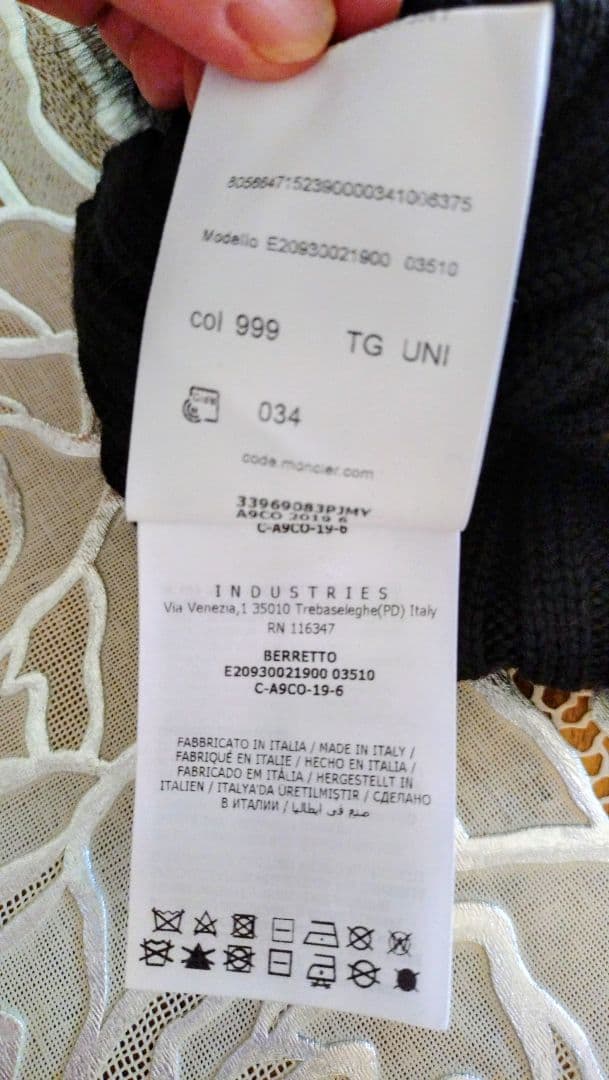 8056647152390000341006375
Modello E20930021900 03510
col 999 TG UNI
034
code.moncler.com
33969083PJMY
A9CO 2019 6
C-A9CO-19-6
INDUSTRIES
Via Venezia,1 35010 Trebaseleghe(PD) Italy
RN 116347
BERRETTO
E20930021900 03510
C-A9CO-19-6
FABBRICATO IN ITALIA / MADE IN ITALY /
FABRIQUÉ EN ITALIE / HECHO EN ITALIA /
FABRICADO EM ITÁLIA / HERGESTELLT IN
ITALIEN / ITALYA'DA ÜRETILMISTIR / СДЕЛАНО
В ИТАЛИИ / صنع في ايطاليا